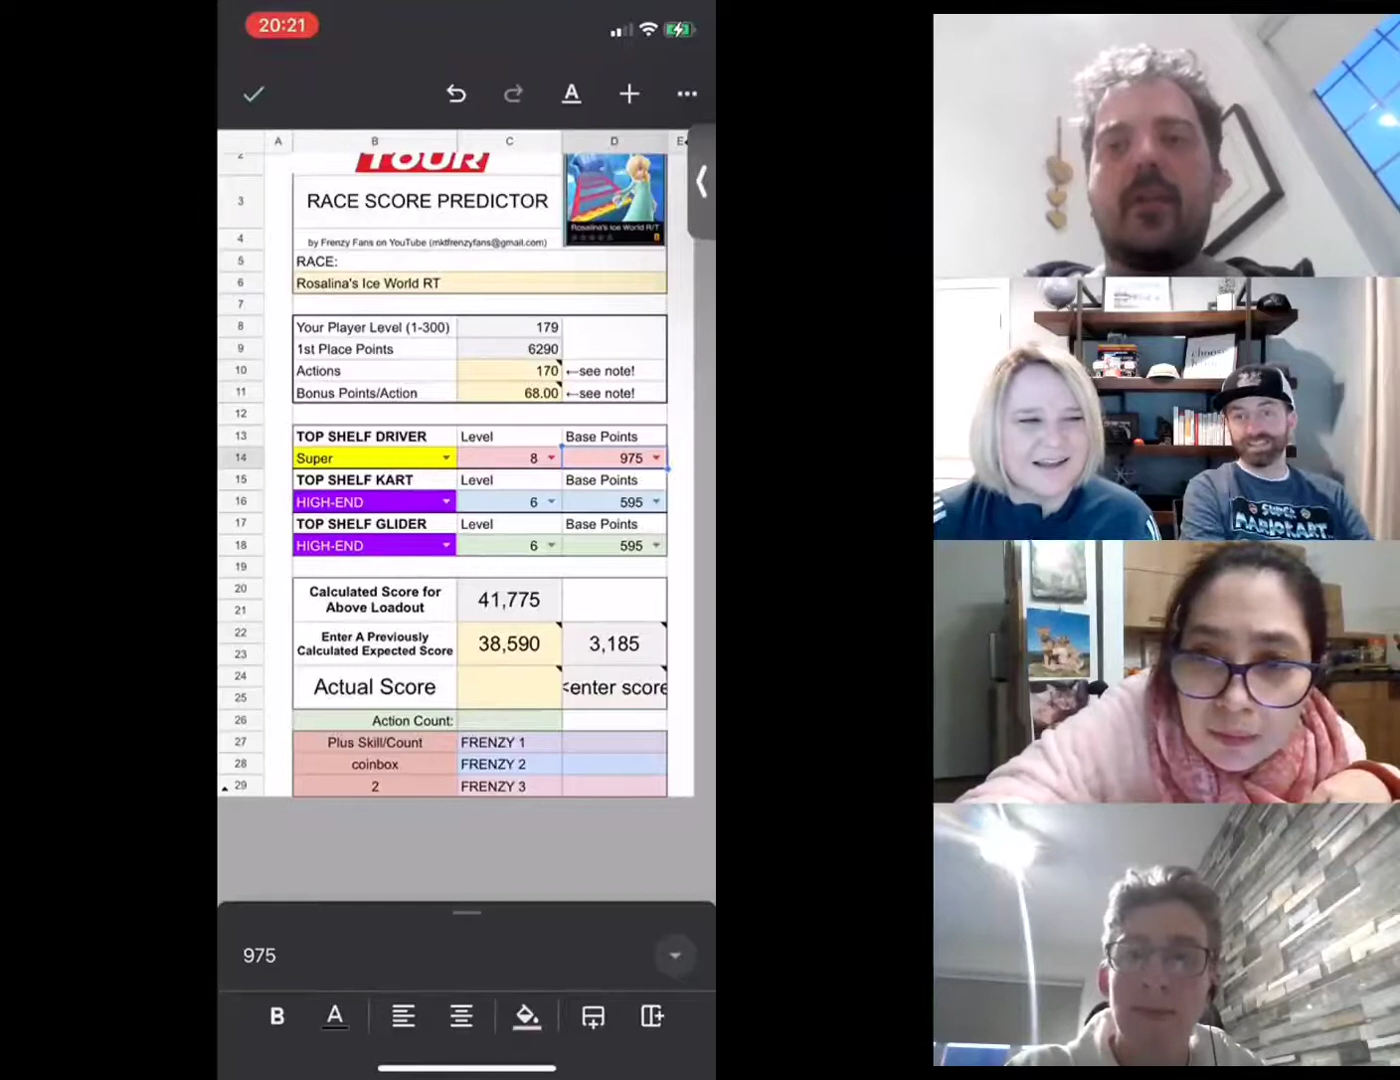 20:21
A
A B C D E
2 TOUR
3 RACE SCORE PREDICTOR
Rosalina's Ice World R/T
4 by Frenzy Fans on YouTube (mktfrenzyfans@gmail.com)
5 RACE:
6 Rosalina's Ice World RT
7
8 Your Player Level (1-300) 179
9 1st Place Points 6290
10 Actions 170 ←see note!
11 Bonus Points/Action 68.00 ←see note!
12
13 TOP SHELF DRIVER Level Base Points
14 Super 8 975
15 TOP SHELF KART Level Base Points
16 HIGH-END 6 595
17 TOP SHELF GLIDER Level Base Points
18 HIGH-END 6 595
19
20 Calculated Score for
21 Above Loadout 41,775
22 Enter A Previously
23 Calculated Expected Score 38,590 3,185
24 Actual Score <enter score
25
26 Action Count:
27 Plus Skill/Count FRENZY 1
28 coinbox FRENZY 2
29 2 FRENZY 3
975
B A
choose
SUPER
MARIOKART